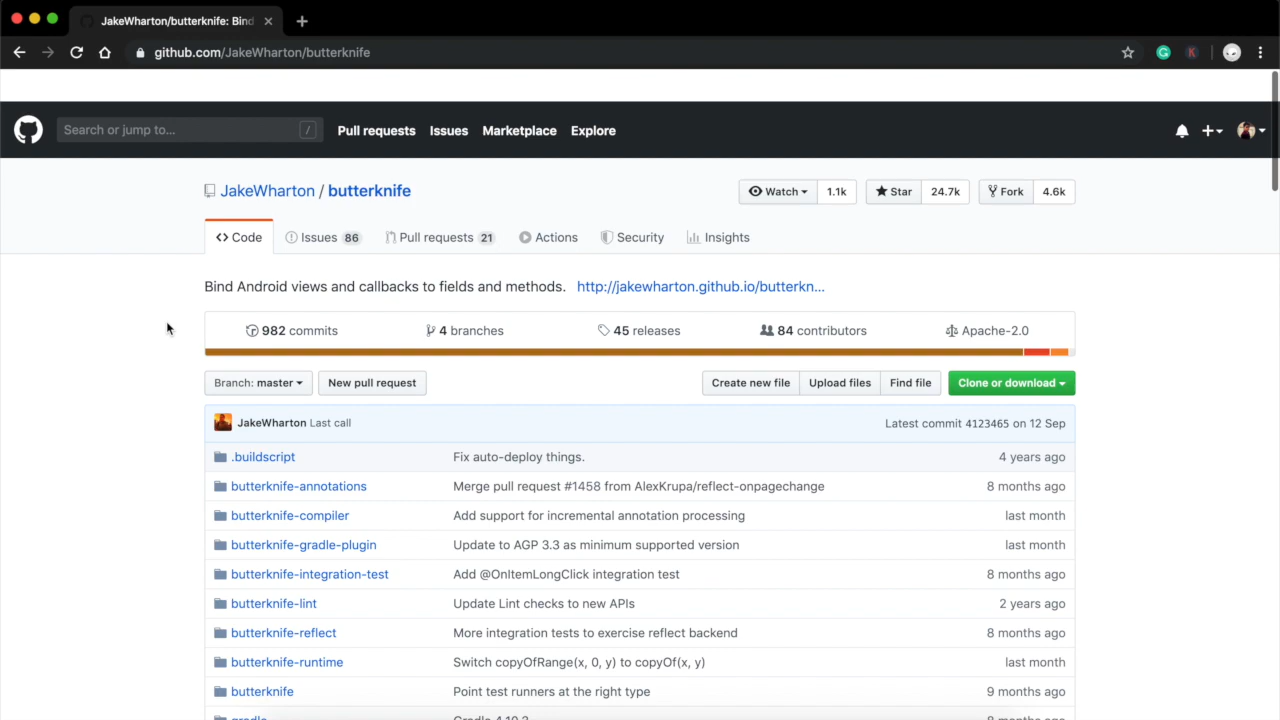 JakeWharton/butterknife: Bind
github.com/JakeWharton/butterknife
K
Search or jump to... /
Pull requests Issues Marketplace Explore
JakeWharton / butterknife
Watch 1.1k Star 24.7k Fork 4.6k
Code Issues 86 Pull requests 21 Actions Security Insights
Bind Android views and callbacks to fields and methods. http://jakewharton.github.io/butterkn...
982 commits 4 branches 45 releases 84 contributors Apache-2.0
Branch: master New pull request Create new file Upload files Find file Clone or download
JakeWharton Last call Latest commit 4123465 on 12 Sep
.buildscript Fix auto-deploy things. 4 years ago
butterknife-annotations Merge pull request #1458 from AlexKrupa/reflect-onpagechange 8 months ago
butterknife-compiler Add support for incremental annotation processing last month
butterknife-gradle-plugin Update to AGP 3.3 as minimum supported version last month
butterknife-integration-test Add @OnItemLongClick integration test 8 months ago
butterknife-lint Update Lint checks to new APIs 2 years ago
butterknife-reflect More integration tests to exercise reflect backend 8 months ago
butterknife-runtime Switch copyOfRange(x, 0, y) to copyOf(x, y) last month
butterknife Point test runners at the right type 9 months ago
gradle Gradle 4.10.3 8 months ago